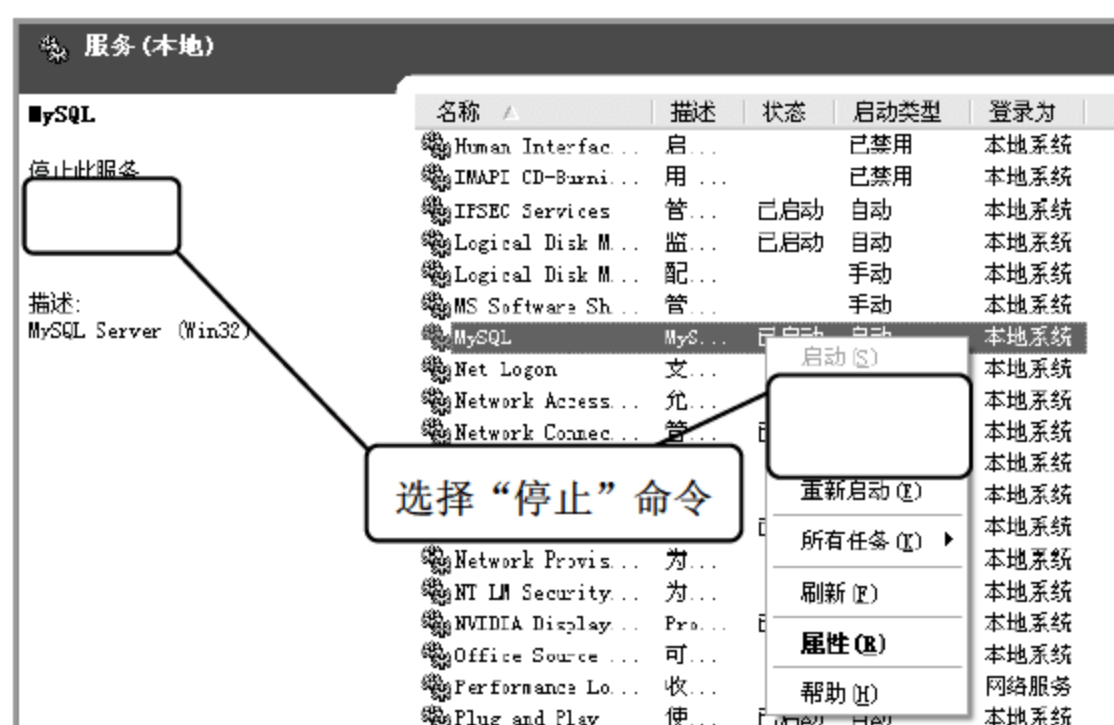 服务(本地)
MySQL
停止此服务
描述:
MySQL Server (Win32)
名称 描述 状态 启动类型 登录为
Human Interfac... 启... 已禁用 本地系统
IMAPI CD-Burni... 用 ... 已禁用 本地系统
IPSEC Services 管... 已启动 自动 本地系统
Logical Disk M... 监... 已启动 自动 本地系统
Logical Disk M... 配... 手动 本地系统
MS Software Sh... 管... 手动 本地系统
MySQL MyS... 已启动 自动 本地系统
Net Logon 支... 本地系统
Network Access... 允... 本地系统
Network Connec... 管... 本地系统
本地系统
本地系统
本地系统
Network Provis... 为... 本地系统
NT LM Security... 为... 本地系统
NVIDIA Display... Pro... 本地系统
Office Source ... 可... 本地系统
Performance Lo... 收... 网络服务
Plug and Play 使... 已启动 自动 本地系统
启动(S)
重新启动(E)
所有任务(K)
刷新(F)
属性(R)
帮助(H)
选择“停止”命令